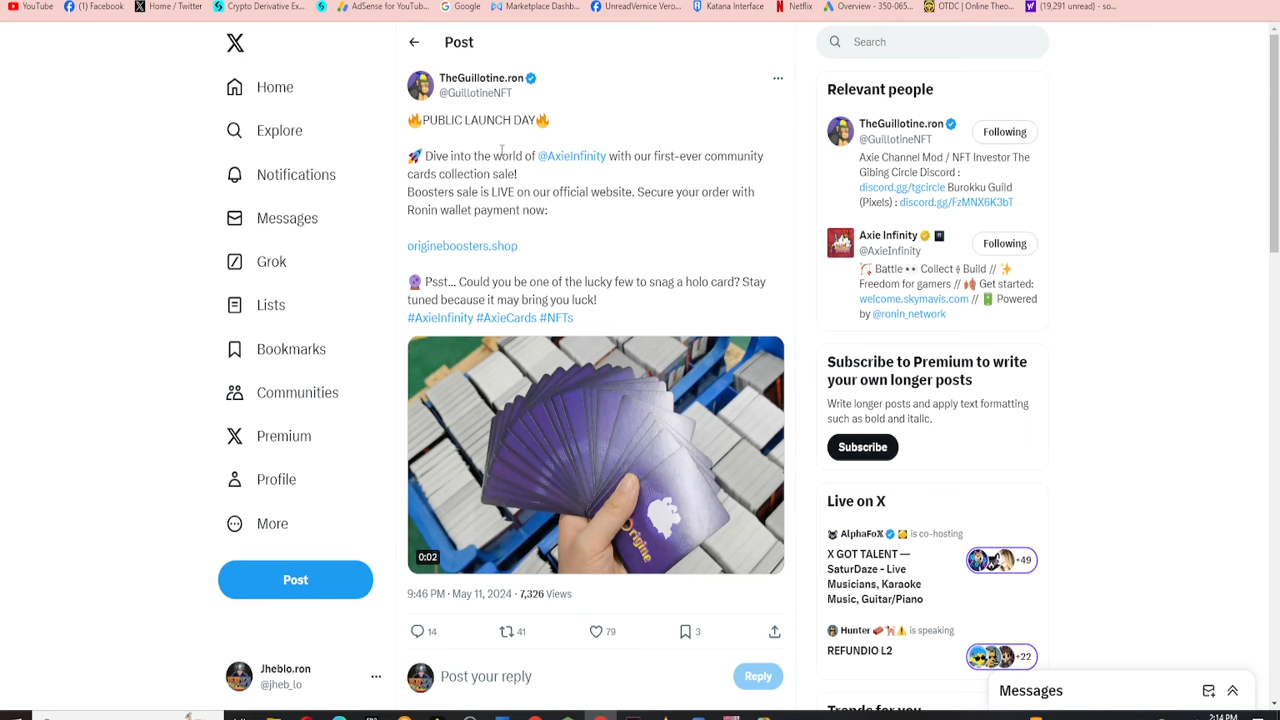 YouTube
(1) Facebook
Home / Twitter
Crypto Derivative Ex...
AdSense for YouTub...
Google
Marketplace Dashb...
UnreadVernice Vero...
Katana Interface
Netflix
Overview - 350-065...
OTDC | Online Theo...
(19,291 unread) - so...
Home
Explore
Notifications
Messages
Grok
Lists
Bookmarks
Communities
Premium
Profile
More
Post
Jheblo.ron
@jheb_lo
Post
TheGuillotine.ron
@GuillotineNFT
🔥PUBLIC LAUNCH DAY🔥
🚀 Dive into the world of @AxieInfinity with our first-ever community
cards collection sale!
Boosters sale is LIVE on our official website. Secure your order with
Ronin wallet payment now:
origineboosters.shop
🔮 Psst... Could you be one of the lucky few to snag a holo card? Stay
tuned because it may bring you luck!
#AxieInfinity #AxieCards #NFTs
Origine
0:02
9:46 PM · May 11, 2024 · 7,326 Views
14
41
79
3
Post your reply
Reply
Search
Relevant people
TheGuillotine.ron
@GuillotineNFT
Following
Axie Channel Mod / NFT Investor The
Gibing Circle Discord :
discord.gg/tgcircle Burokku Guild
(Pixels) : discord.gg/FzMNX6K3bT
Axie Infinity
@AxieInfinity
Following
Battle 👀 Collect Build // ✨
Freedom for gamers // Get started:
welcome.skymavis.com // 🔋 Powered
by @ronin_network
Subscribe to Premium to write
your own longer posts
Write longer posts and apply text formatting
such as bold and italic.
Subscribe
Live on X
AlphaFoX is co-hosting
X GOT TALENT —
SaturDaze - Live
Musicians, Karaoke
Music, Guitar/Piano
+49
Hunter is speaking
REFUNDIO L2
+22
Messages
Trends for you
2:14 PM